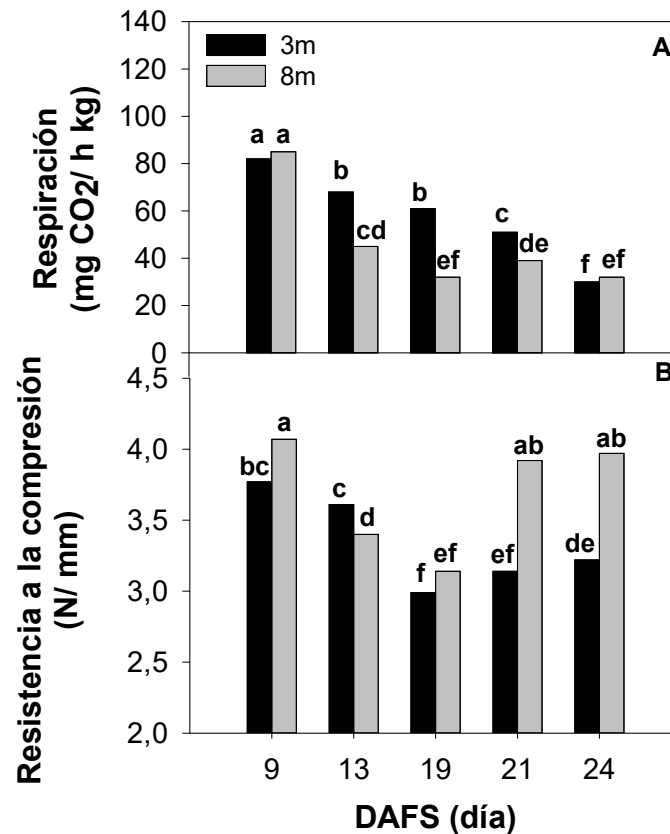 140
120
100
80
60
40
20
0
Respiración
(mg CO2/ h kg)
3m
8m
A
a a
b
cd
b
ef
c
de
f ef
4,5
4,0
3,5
3,0
2,5
2,0
Resistencia a la compresión
(N/ mm)
B
bc
a
c
d
f
ef
ef
ab
de
ab
9 13 19 21 24
DAFS (día)